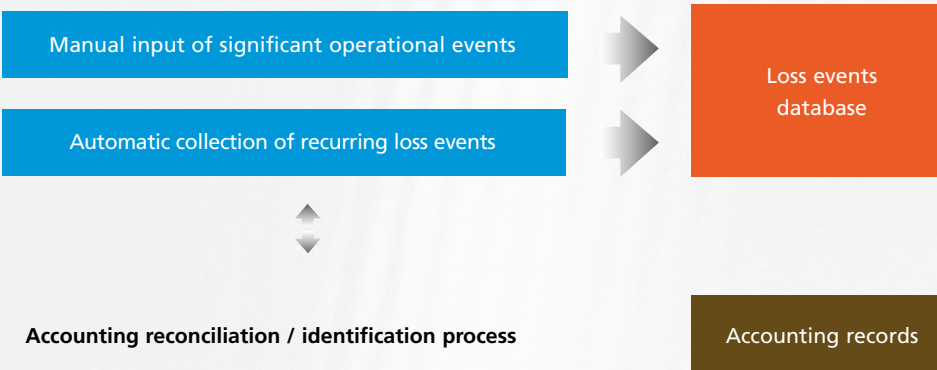 Manual input of significant operational events
Loss events
database
Automatic collection of recurring loss events
Accounting reconciliation / identification process
Accounting records